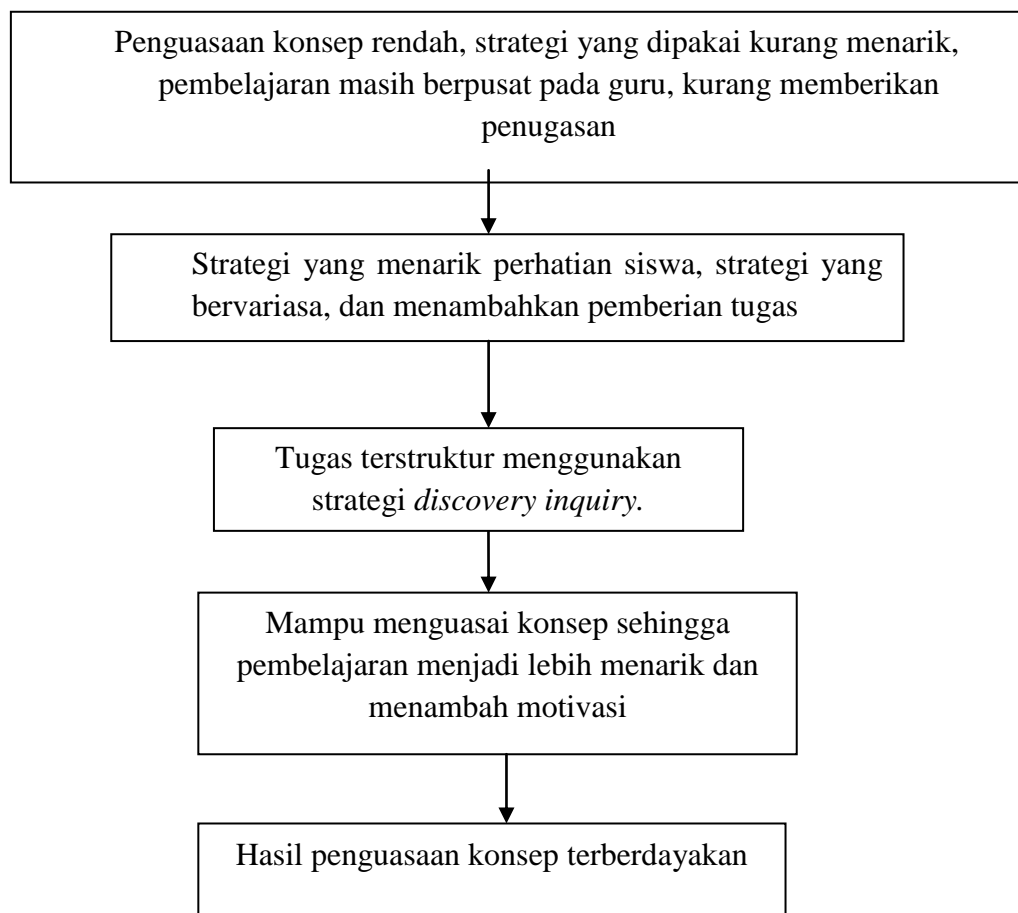 Penguasaan konsep rendah, strategi yang dipakai kurang menarik,
pembelajaran masih berpusat pada guru, kurang memberikan
penugasan
Strategi yang menarik perhatian siswa, strategi yang
bervariasa, dan menambahkan pemberian tugas
Tugas terstruktur menggunakan
strategi discovery inquiry.
Mampu menguasai konsep sehingga
pembelajaran menjadi lebih menarik dan
menambah motivasi
Hasil penguasaan konsep terberdayakan